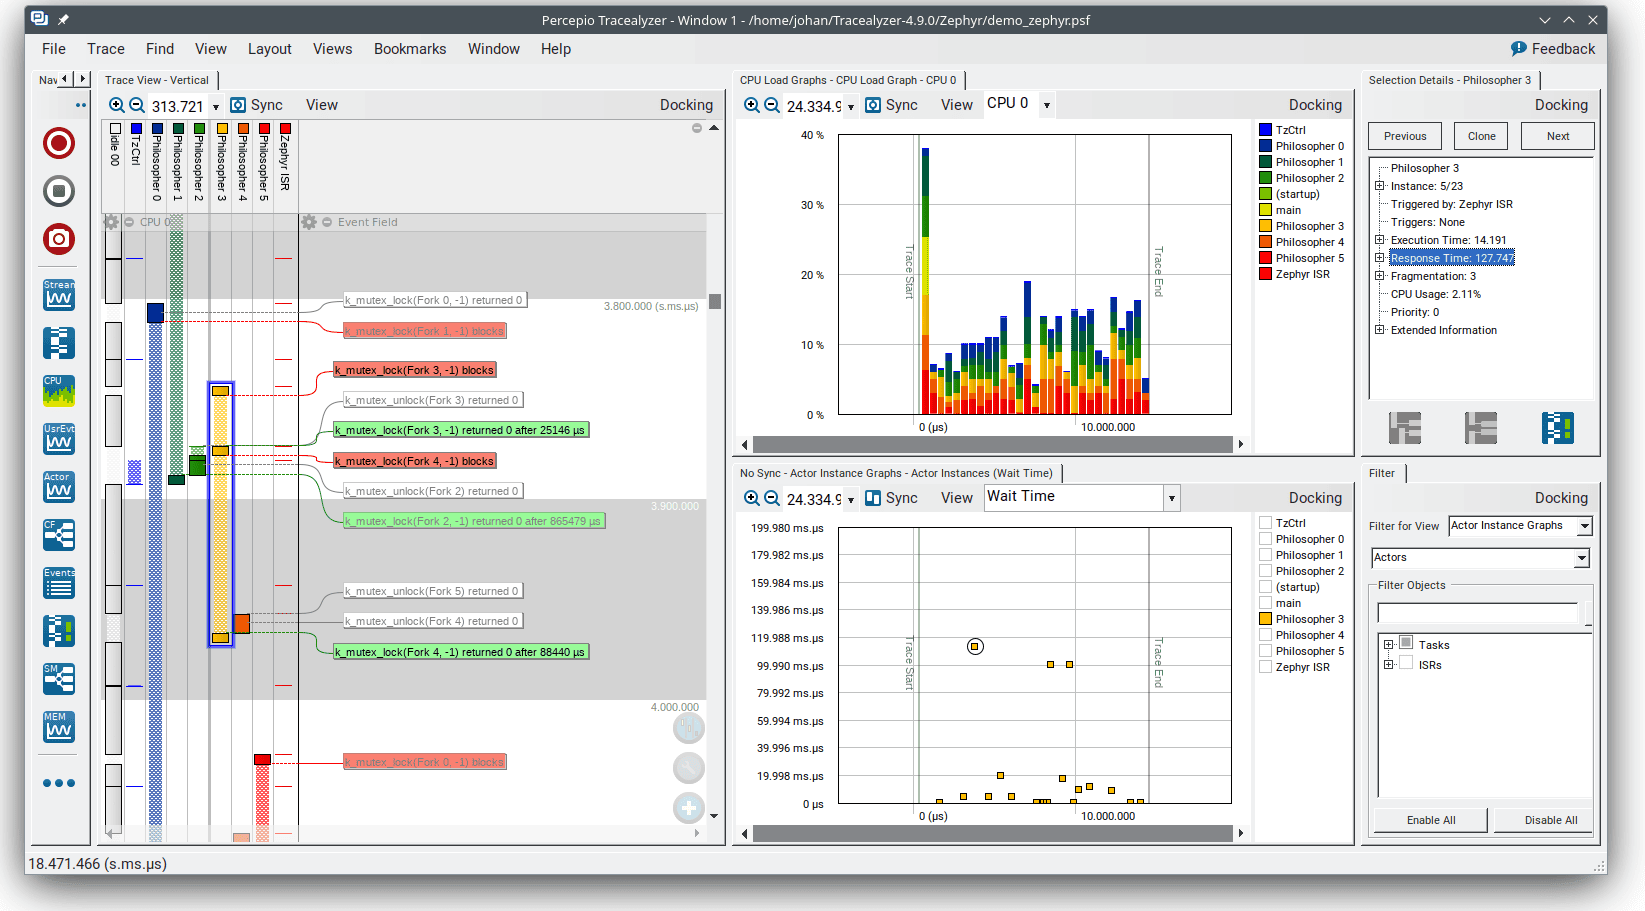 Percepio Tracealyzer - Window 1 - /home/johan/Tracealyzer-4.9.0/Zephyr/demo_zephyr.psf
File Trace Find View Layout Views Bookmarks Window Help Feedback
Nav
Stream
CPU
UsrEvt
Actor
CF
Events
SM
MEM
Trace View - Vertical
313.721 Sync View Docking
Idle 00
TzCtrl
Philosopher 0
Philosopher 1
Philosopher 2
Philosopher 3
Philosopher 4
Philosopher 5
Zephyr ISR
CPU 0 Event Field
k_mutex_lock(Fork 0, -1) returned 0
3.800.000 (s.ms.µs)
k_mutex_lock(Fork 1, -1) blocks
k_mutex_lock(Fork 3, -1) blocks
k_mutex_unlock(Fork 3) returned 0
k_mutex_lock(Fork 3, -1) returned 0 after 25146 µs
k_mutex_lock(Fork 4, -1) blocks
k_mutex_unlock(Fork 2) returned 0
3.900.000
k_mutex_lock(Fork 2, -1) returned 0 after 865479 µs
k_mutex_unlock(Fork 5) returned 0
k_mutex_unlock(Fork 4) returned 0
k_mutex_lock(Fork 4, -1) returned 0 after 88440 µs
4.000.000
k_mutex_lock(Fork 0, -1) blocks
CPU Load Graphs - CPU Load Graph - CPU 0
24.334.9 Sync View CPU 0 Docking
40 %
30 %
20 %
10 %
0 %
Trace Start
Trace End
0 (µs) 10.000.000
TzCtrl
Philosopher 0
Philosopher 1
Philosopher 2
(startup)
main
Philosopher 3
Philosopher 4
Philosopher 5
Zephyr ISR
No Sync - Actor Instance Graphs - Actor Instances (Wait Time)
24.334.9 Sync View Wait Time Docking
199.980 ms.µs
179.982 ms.µs
159.984 ms.µs
139.986 ms.µs
119.988 ms.µs
99.990 ms.µs
79.992 ms.µs
59.994 ms.µs
39.996 ms.µs
19.998 ms.µs
0 µs
Trace Start
Trace End
0 (µs) 10.000.000
TzCtrl
Philosopher 0
Philosopher 1
Philosopher 2
(startup)
main
Philosopher 3
Philosopher 4
Philosopher 5
Zephyr ISR
Selection Details - Philosopher 3
Docking
Previous Clone Next
Philosopher 3
Instance: 5/23
Triggered by: Zephyr ISR
Triggers: None
Execution Time: 14.191
Response Time: 127.747
Fragmentation: 3
CPU Usage: 2.11%
Priority: 0
Extended Information
Filter
Docking
Filter for View Actor Instance Graphs
Actors
Filter Objects
Tasks
ISRs
Enable All Disable All
18.471.466 (s.ms.µs)